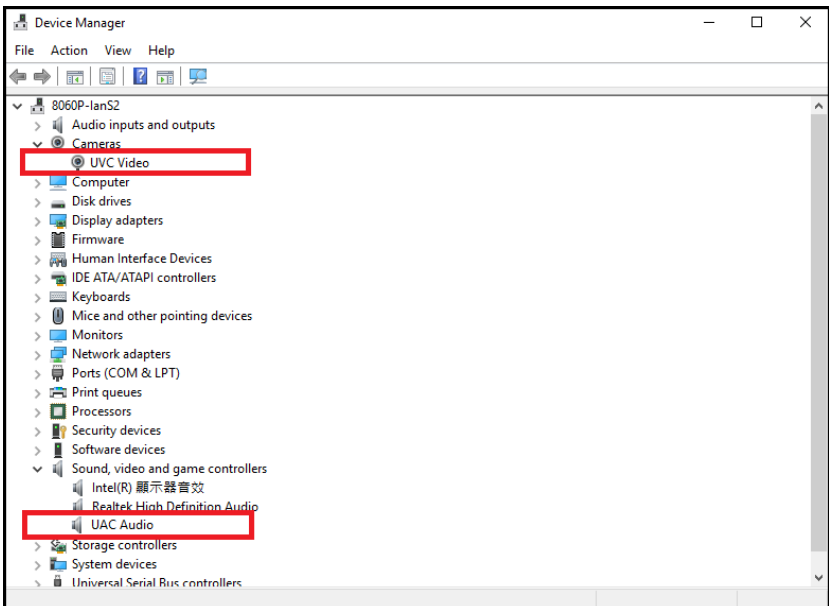 Device Manager
File Action View Help
8060P-IanS2
Audio inputs and outputs
Cameras
UVC Video
Computer
Disk drives
Display adapters
Firmware
Human Interface Devices
IDE ATA/ATAPI controllers
Keyboards
Mice and other pointing devices
Monitors
Network adapters
Ports (COM & LPT)
Print queues
Processors
Security devices
Software devices
Sound, video and game controllers
Intel(R) 顯示器音效
Realtek High Definition Audio
UAC Audio
Storage controllers
System devices
Universal Serial Bus controllers